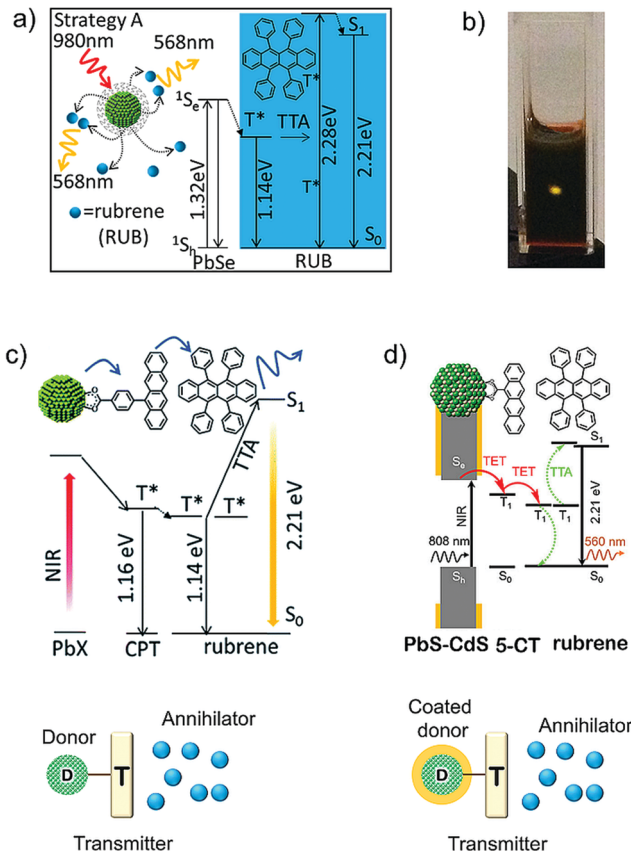 a)
Strategy A
980nm
568nm
568nm
=rubrene
(RUB)
¹Sₑ
¹Sₕ
PbSe
1.32eV
T*
TTA
1.14eV
T*
T*
2.28eV
S₁
2.21eV
S₀
RUB
b)
c)
NIR
PbX
T*
1.16 eV
CPT
T*
T*
1.14 eV
TTA
S₁
2.21 eV
S₀
rubrene
Donor
D
T
Transmitter
Annihilator
d)
Sₑ
TET
TET
TTA
S₁
T₁
T₁
T₁
NIR
808 nm
2.21 eV
560 nm
Sₕ
S₀
S₀
PbS-CdS 5-CT rubrene
Coated
donor
D
T
Transmitter
Annihilator